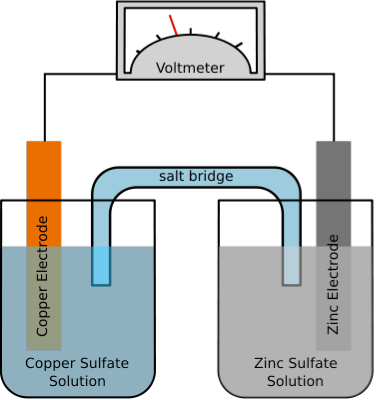 Voltmeter
salt bridge
Copper Electrode
Zinc Electrode
Copper Sulfate
Solution
Zinc Sulfate
Solution